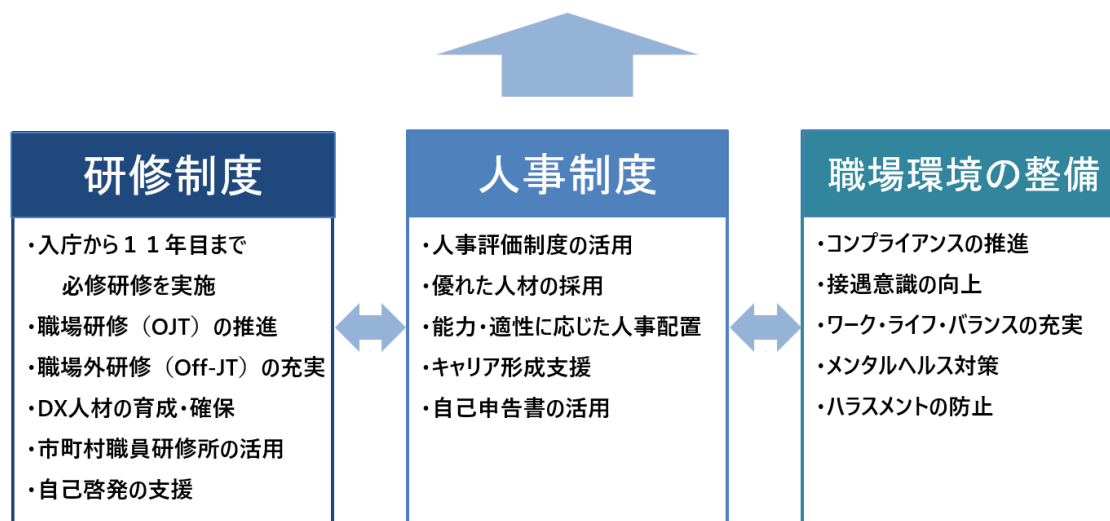 研修制度
・入庁から１１年目まで
必修研修を実施
・職場研修（OJT）の推進
・職場外研修（Off-JT）の充実
・DX人材の育成・確保
・市町村職員研修所の活用
・自己啓発の支援
人事制度
・人事評価制度の活用
・優れた人材の採用
・能力・適性に応じた人事配置
・キャリア形成支援
・自己申告書の活用
職場環境の整備
・コンプライアンスの推進
・接遇意識の向上
・ワーク・ライフ・バランスの充実
・メンタルヘルス対策
・ハラスメントの防止